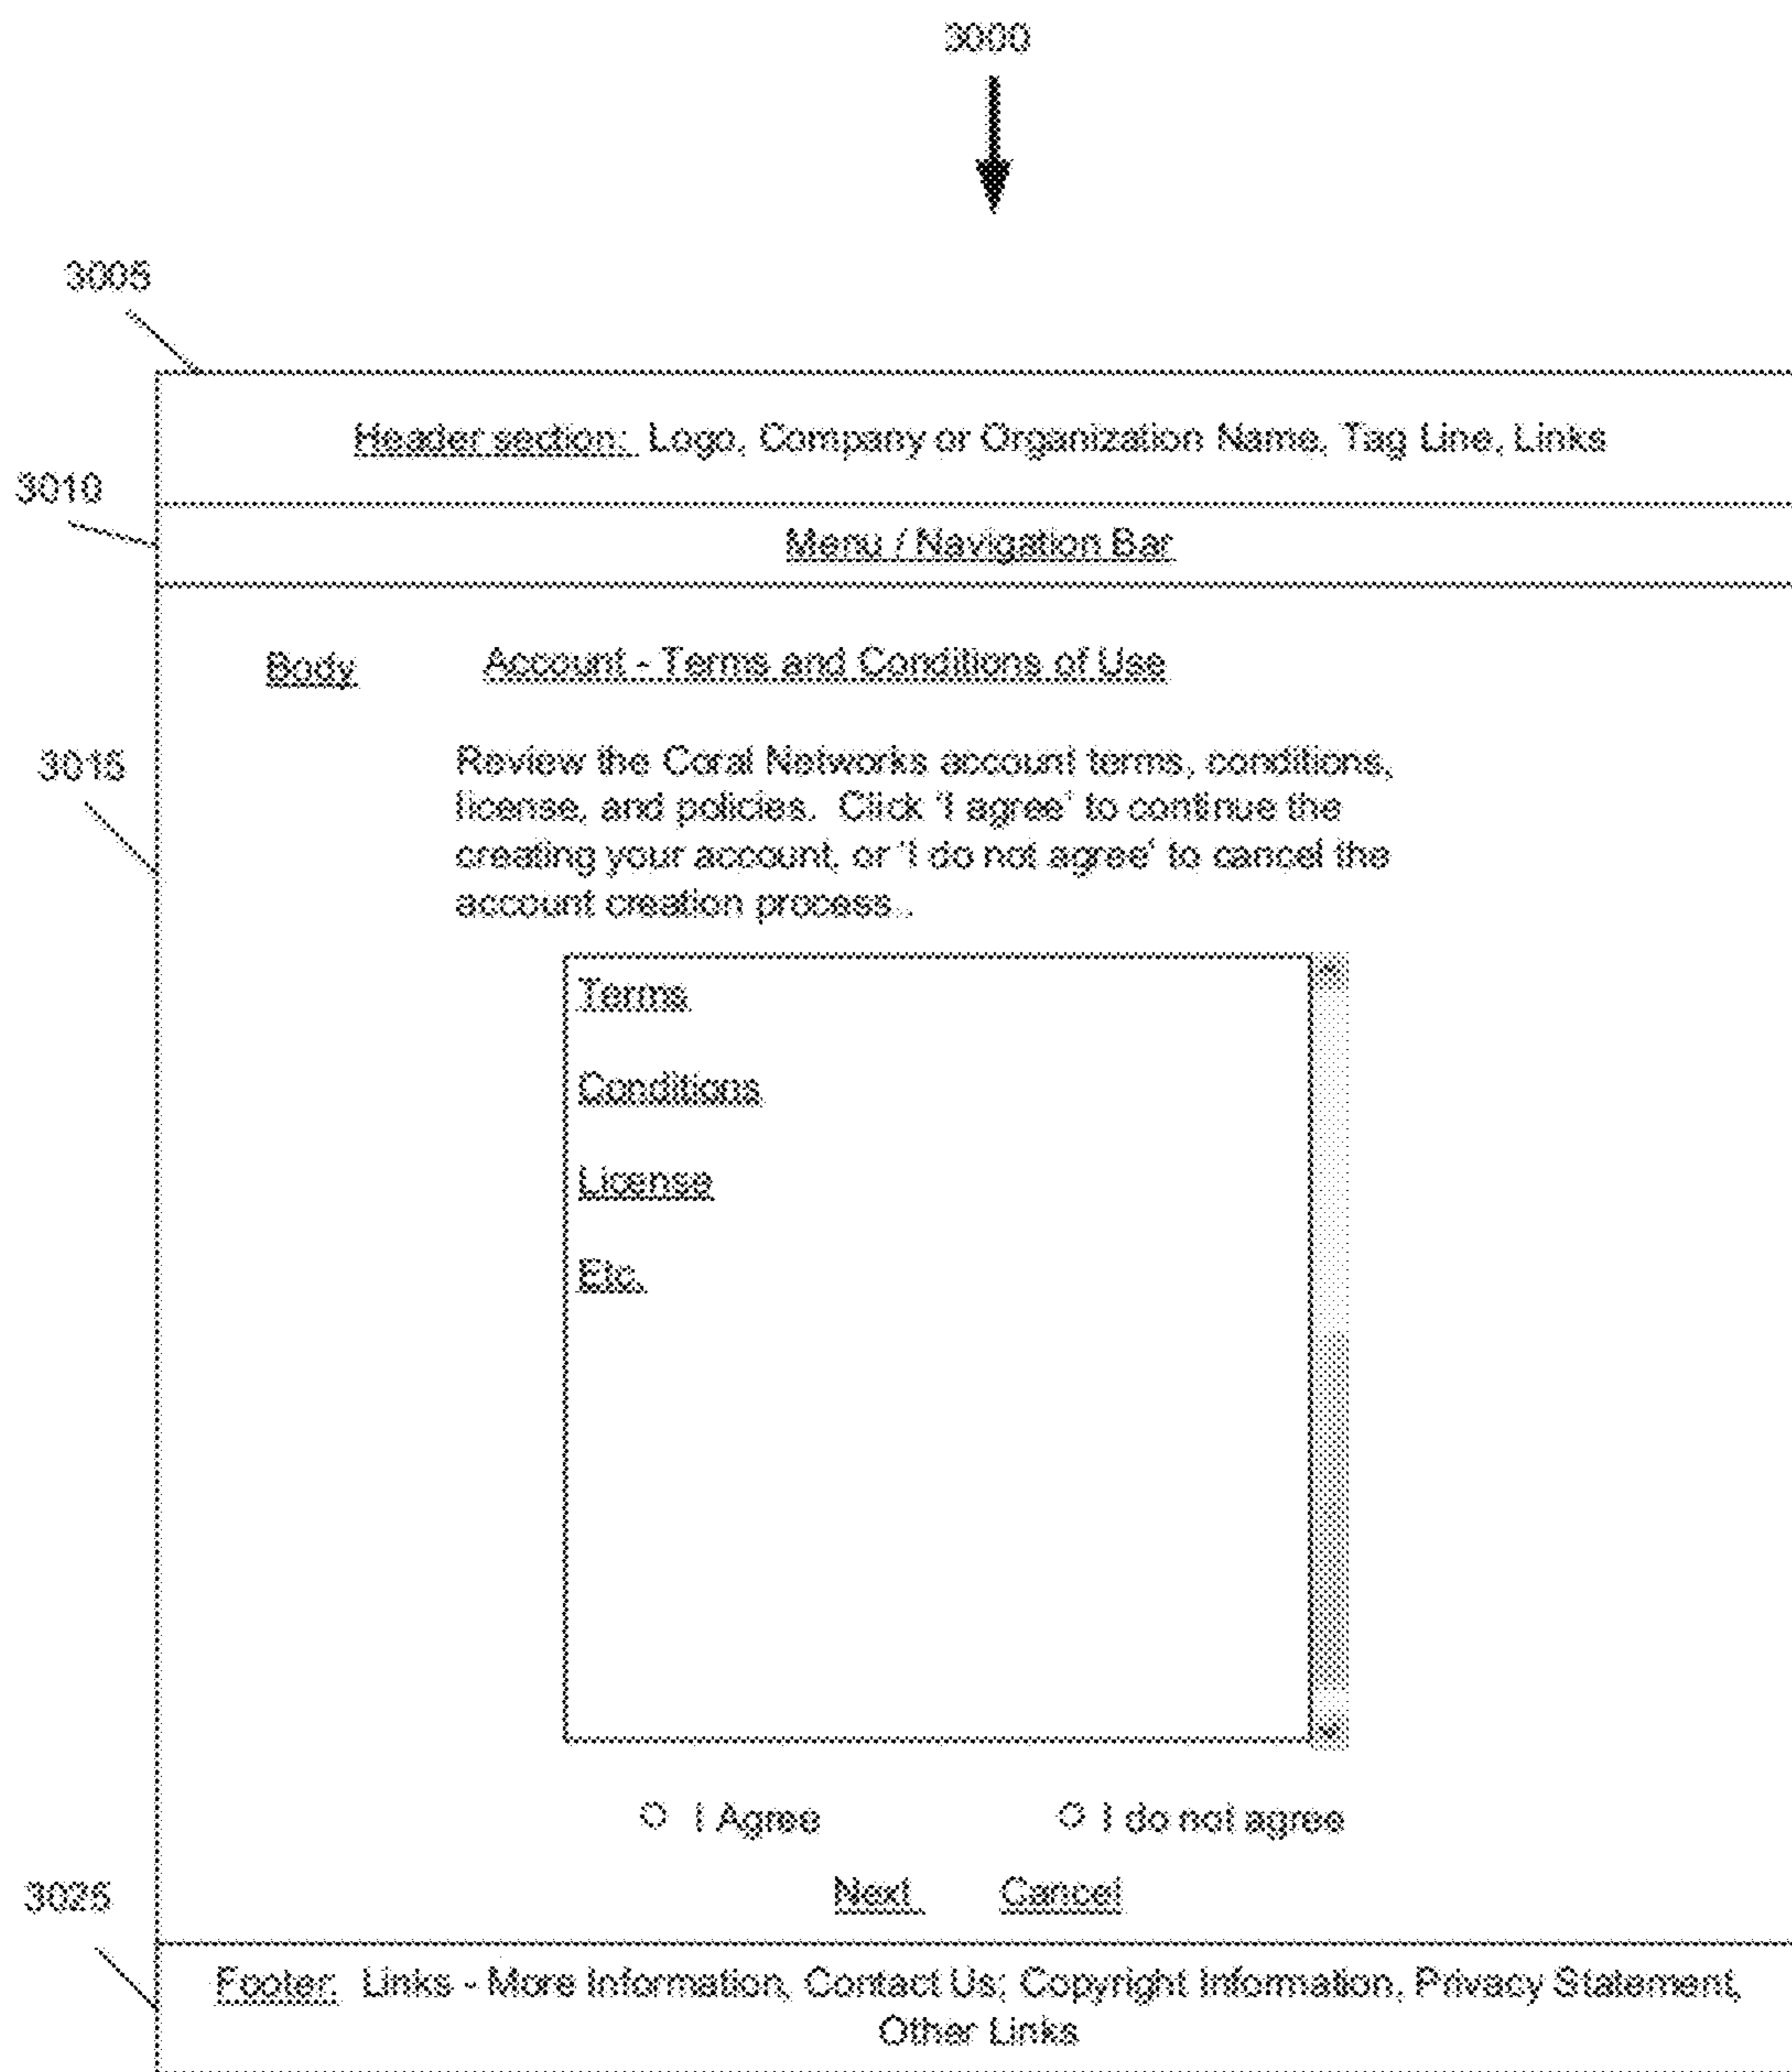 3000
3005
Header section: Logo, Company or Organization Name, Tag Line, Links
3010
Menu / Navigation Bar
Body
Account - Terms and Conditions of Use
3015
Review the Coral Networks account terms, conditions,
license, and policies. Click 'I agree' to continue the
creating your account, or 'I do not agree' to cancel the
account creation process..
Terms
Conditions
License
Etc.
I Agree
I do not agree
Next
Cancel
3025
Footer: Links - More Information, Contact Us; Copyright Information, Privacy Statement,
Other Links